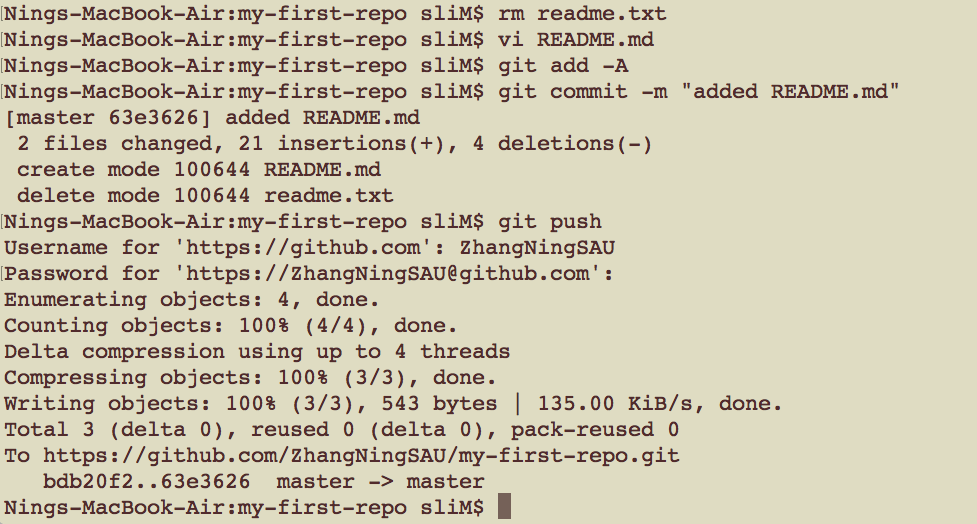 Nings-MacBook-Air:my-first-repo sliM$ rm readme.txt
Nings-MacBook-Air:my-first-repo sliM$ vi README.md
Nings-MacBook-Air:my-first-repo sliM$ git add -A
Nings-MacBook-Air:my-first-repo sliM$ git commit -m "added README.md"
[master 63e3626] added README.md
 2 files changed, 21 insertions(+), 4 deletions(-)
 create mode 100644 README.md
 delete mode 100644 readme.txt
Nings-MacBook-Air:my-first-repo sliM$ git push
Username for 'https://github.com': ZhangNingSAU
Password for 'https://ZhangNingSAU@github.com':
Enumerating objects: 4, done.
Counting objects: 100% (4/4), done.
Delta compression using up to 4 threads
Compressing objects: 100% (3/3), done.
Writing objects: 100% (3/3), 543 bytes | 135.00 KiB/s, done.
Total 3 (delta 0), reused 0 (delta 0), pack-reused 0
To https://github.com/ZhangNingSAU/my-first-repo.git
   bdb20f2..63e3626  master -> master
Nings-MacBook-Air:my-first-repo sliM$